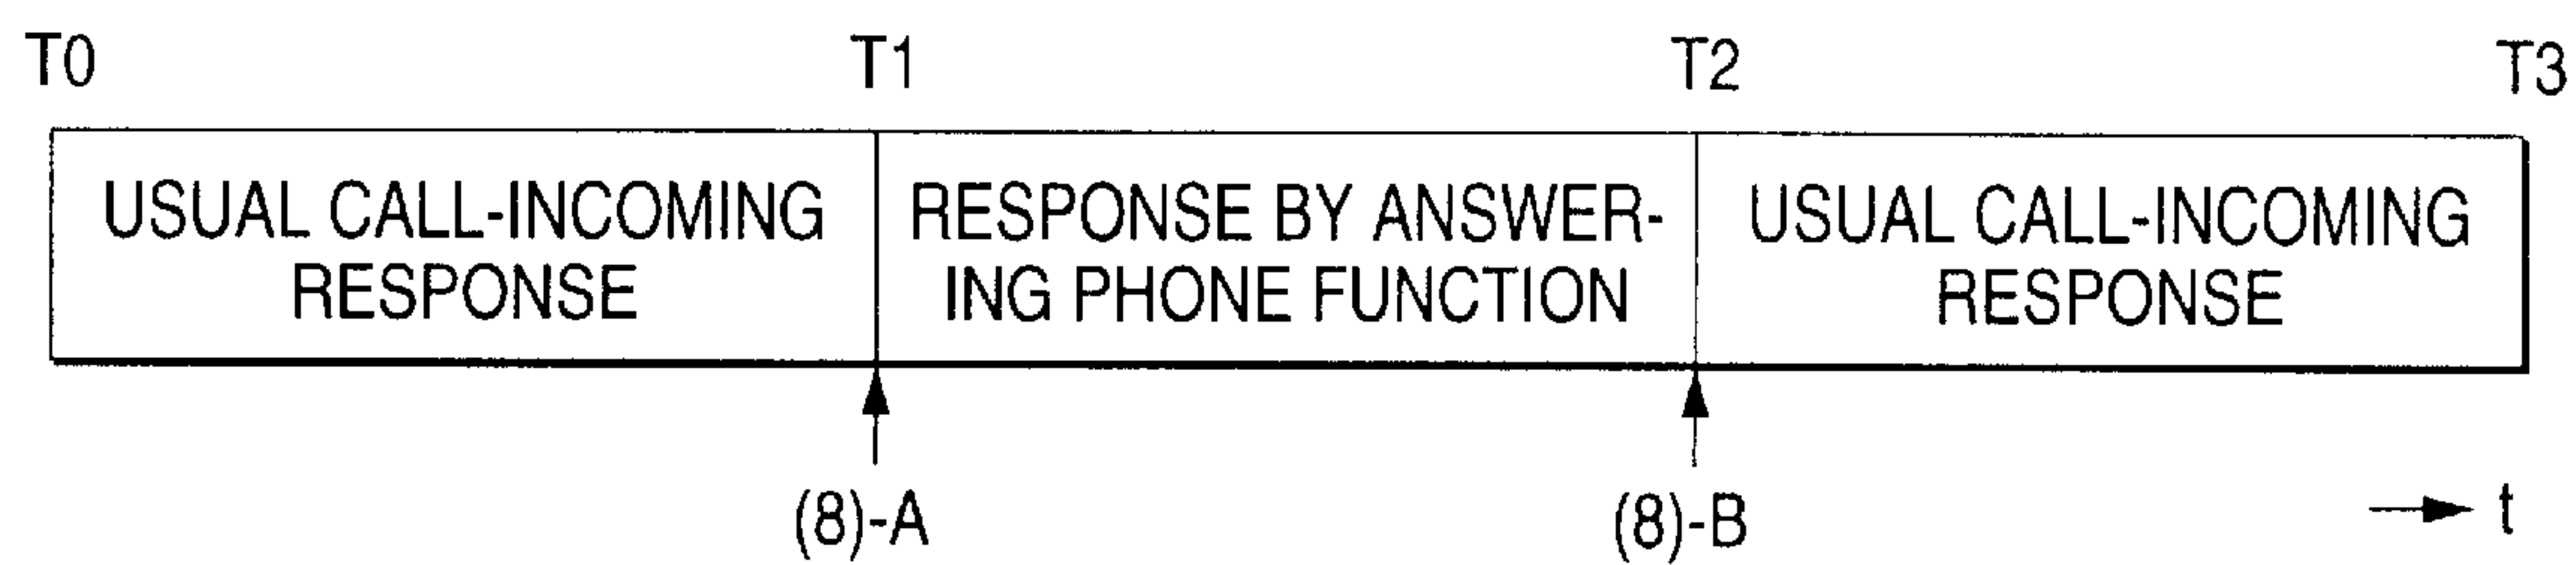 T0 T1 T2 T3
USUAL CALL-INCOMING
RESPONSE
RESPONSE BY ANSWER-
ING PHONE FUNCTION
USUAL CALL-INCOMING
RESPONSE
(8)-A
(8)-B
t